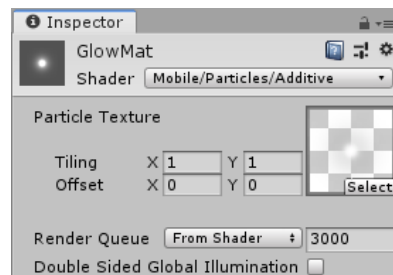 Inspector
GlowMat
Shader Mobile/Particles/Additive
Particle Texture
Tiling X 1 Y 1
Offset X 0 Y 0
Select
Render Queue From Shader 3000
Double Sided Global Illumination